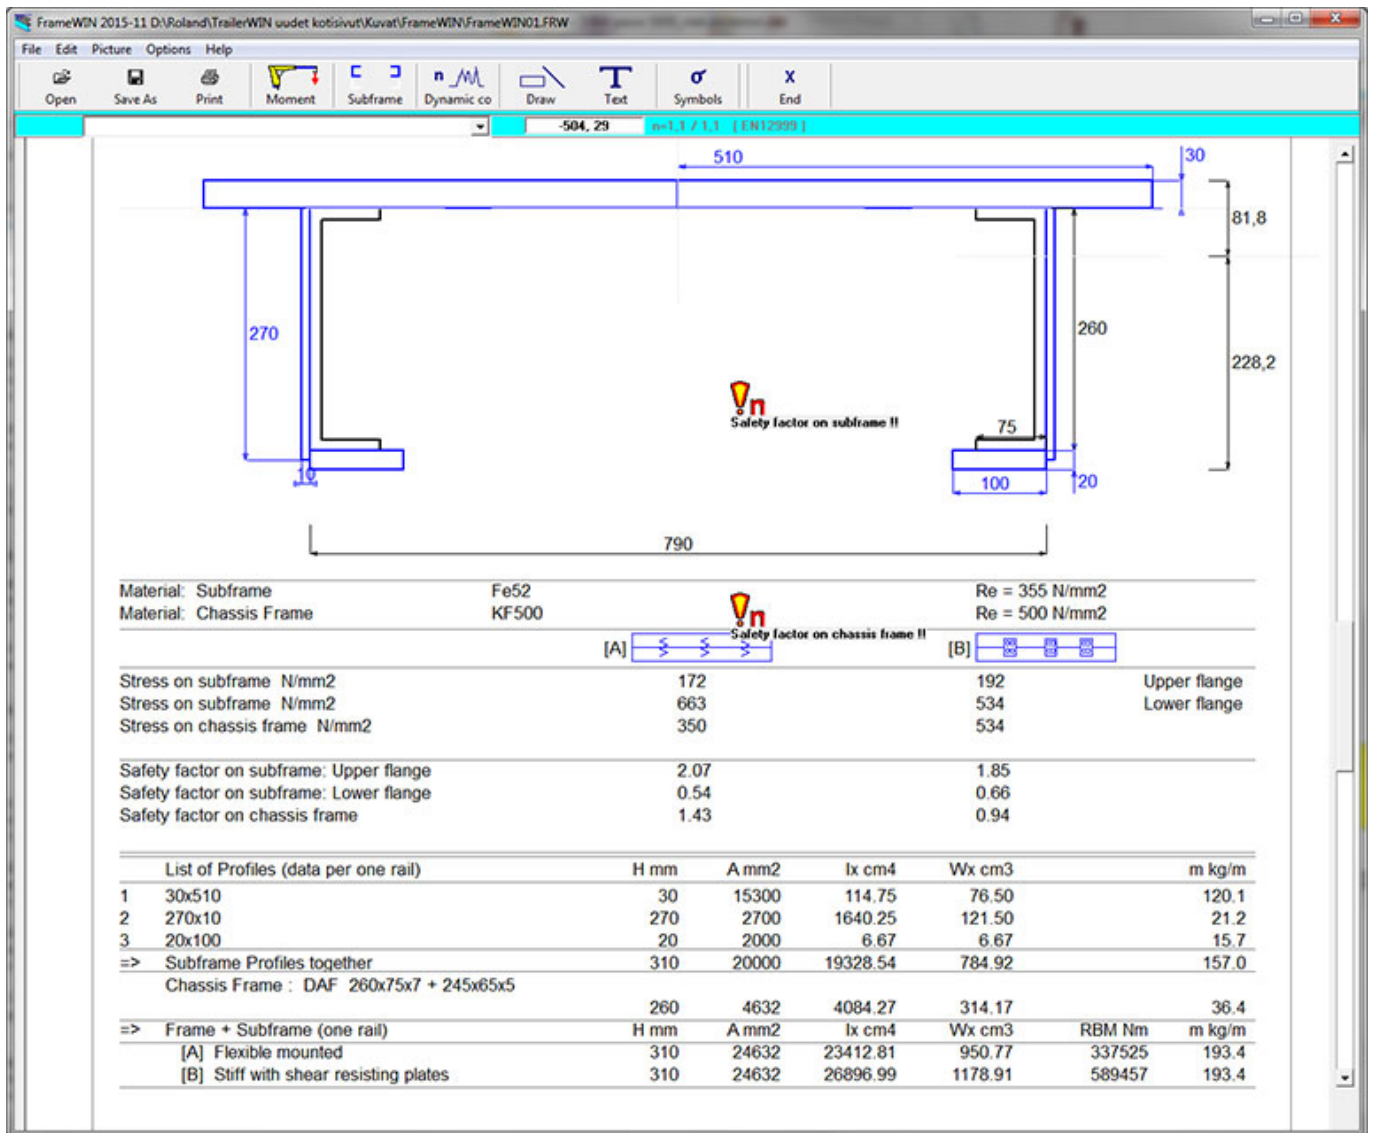 FrameWIN 2015-11 D:\Roland\TrailerWIN uudet kotisivut\Kuvat\FrameWIN\FrameWIN01.FRW
File Edit Picture Options Help
n σ x
Open Save As Print Moment Subframe Dynamic co Draw Text Symbols End
-504, 29 n=1,1 / 1,1 [ EN12999 ]
510 30
81,8
270 260
228,2
n
Safety factor on subframe !!
75
10 100 20
790
Material: Subframe Fe52 Re = 355 N/mm2
Material: Chassis Frame KF500 Re = 500 N/mm2
n
Safety factor on chassis frame !!
[A] [B]
Stress on subframe N/mm2 172 192 Upper flange
Stress on subframe N/mm2 663 534 Lower flange
Stress on chassis frame N/mm2 350 534
Safety factor on subframe: Upper flange 2.07 1.85
Safety factor on subframe: Lower flange 0.54 0.66
Safety factor on chassis frame 1.43 0.94
List of Profiles (data per one rail) H mm A mm2 Ix cm4 Wx cm3 m kg/m
1 30x510 30 15300 114.75 76.50 120.1
2 270x10 270 2700 1640.25 121.50 21.2
3 20x100 20 2000 6.67 6.67 15.7
=> Subframe Profiles together 310 20000 19328.54 784.92 157.0
Chassis Frame : DAF 260x75x7 + 245x65x5
260 4632 4084.27 314.17 36.4
=> Frame + Subframe (one rail) H mm A mm2 Ix cm4 Wx cm3 RBM Nm m kg/m
[A] Flexible mounted 310 24632 23412.81 950.77 337525 193.4
[B] Stiff with shear resisting plates 310 24632 26896.99 1178.91 589457 193.4